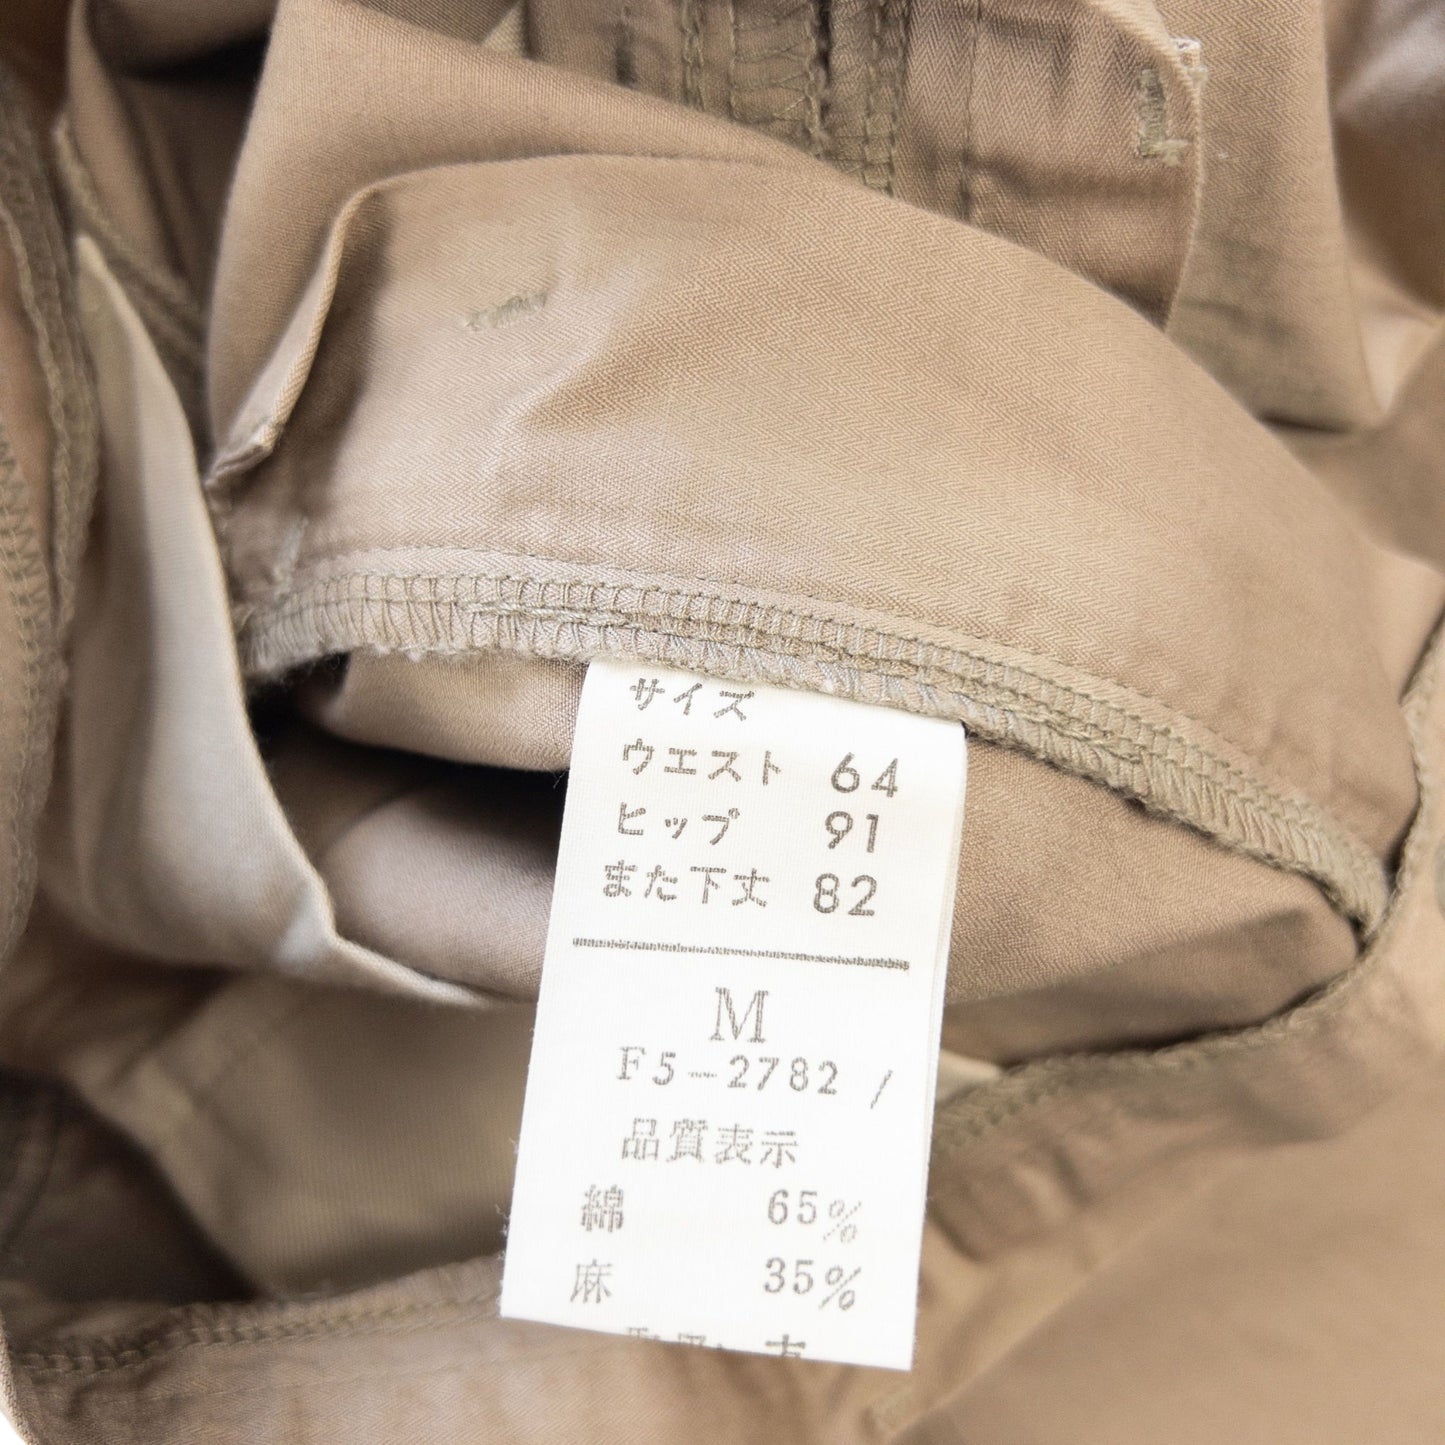 サイズ
ウエスト 64
ヒップ 91
また下丈 82
M
F5-2782 /
品質表示
綿 65%
麻 35%